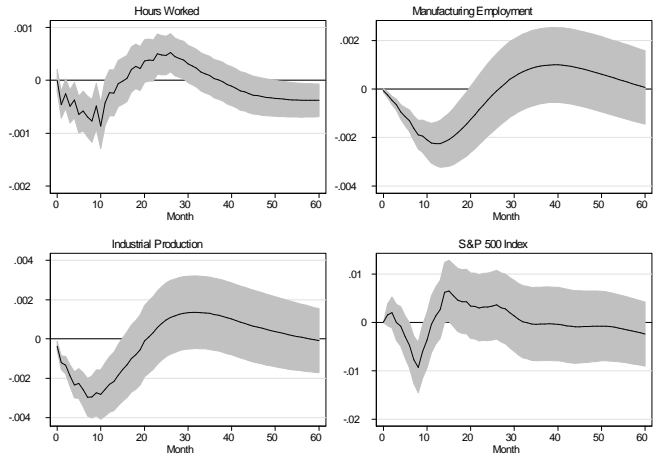 Hours Worked
.001
0
-.001
-.002
0 10 20 30 40 50 60
Month
Manufacturing Employment
.002
0
-.002
-.004
0 10 20 30 40 50 60
Month
Industrial Production
.004
.002
0
-.002
-.004
0 10 20 30 40 50 60
Month
S&P 500 Index
.01
0
-.01
-.02
0 10 20 30 40 50 60
Month